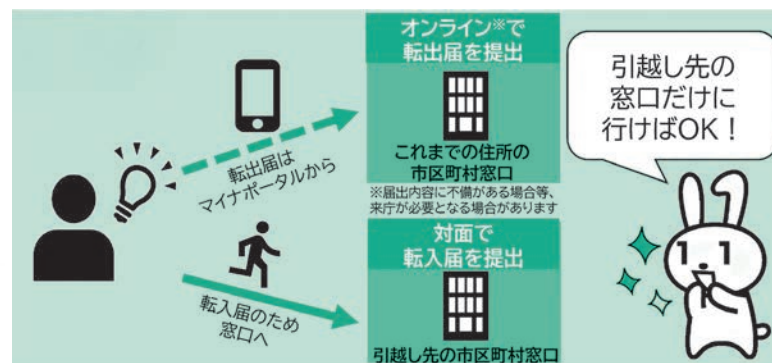 オンライン※で
転出届を提出
これまでの住所の
市区町村窓口
※届出内容に不備がある場合等、
来庁が必要となる場合があります
転出届は
マイナポータルから
対面で
転入届を提出
引越し先の市区町村窓口
転入届のため
窓口へ
引越し先の
窓口だけに
行けばOK！